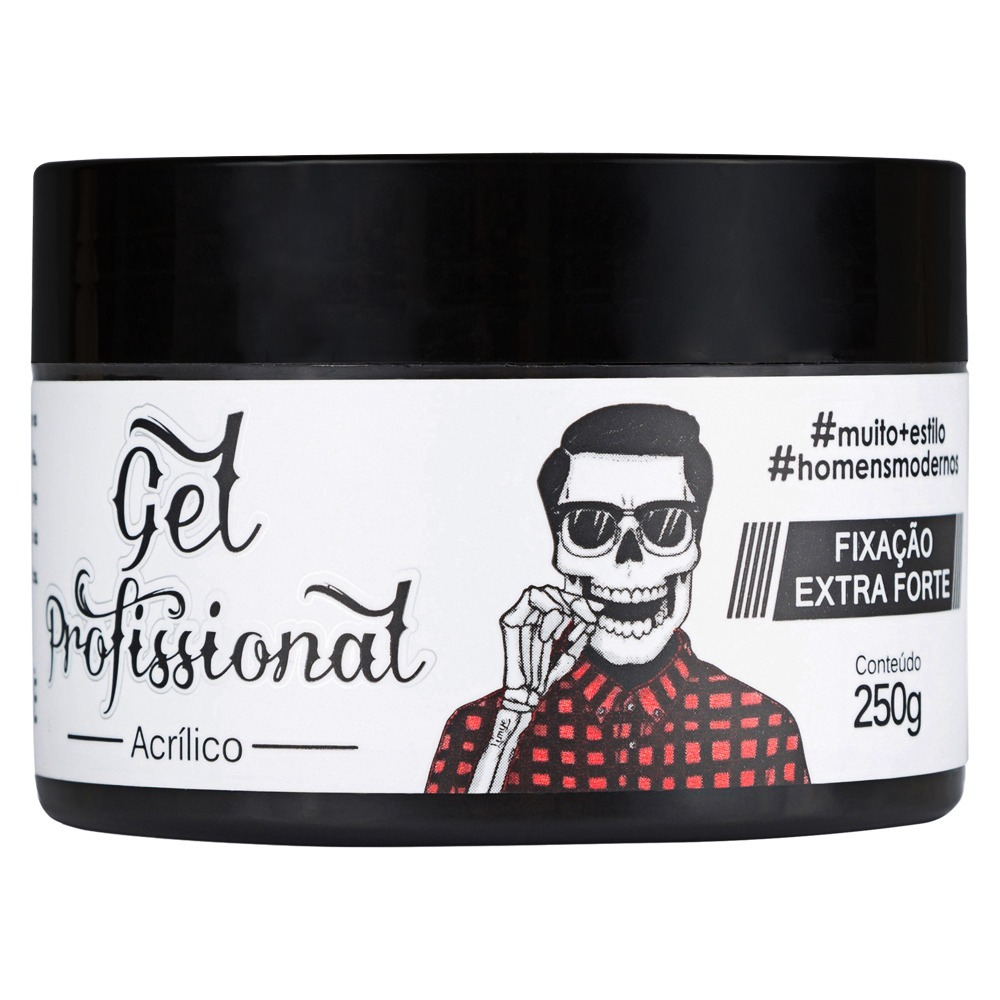 Gel
Profissional
Acrílico
#muito+estilo
#homensmodernos
FIXAÇÃO
EXTRA FORTE
Conteúdo
250g